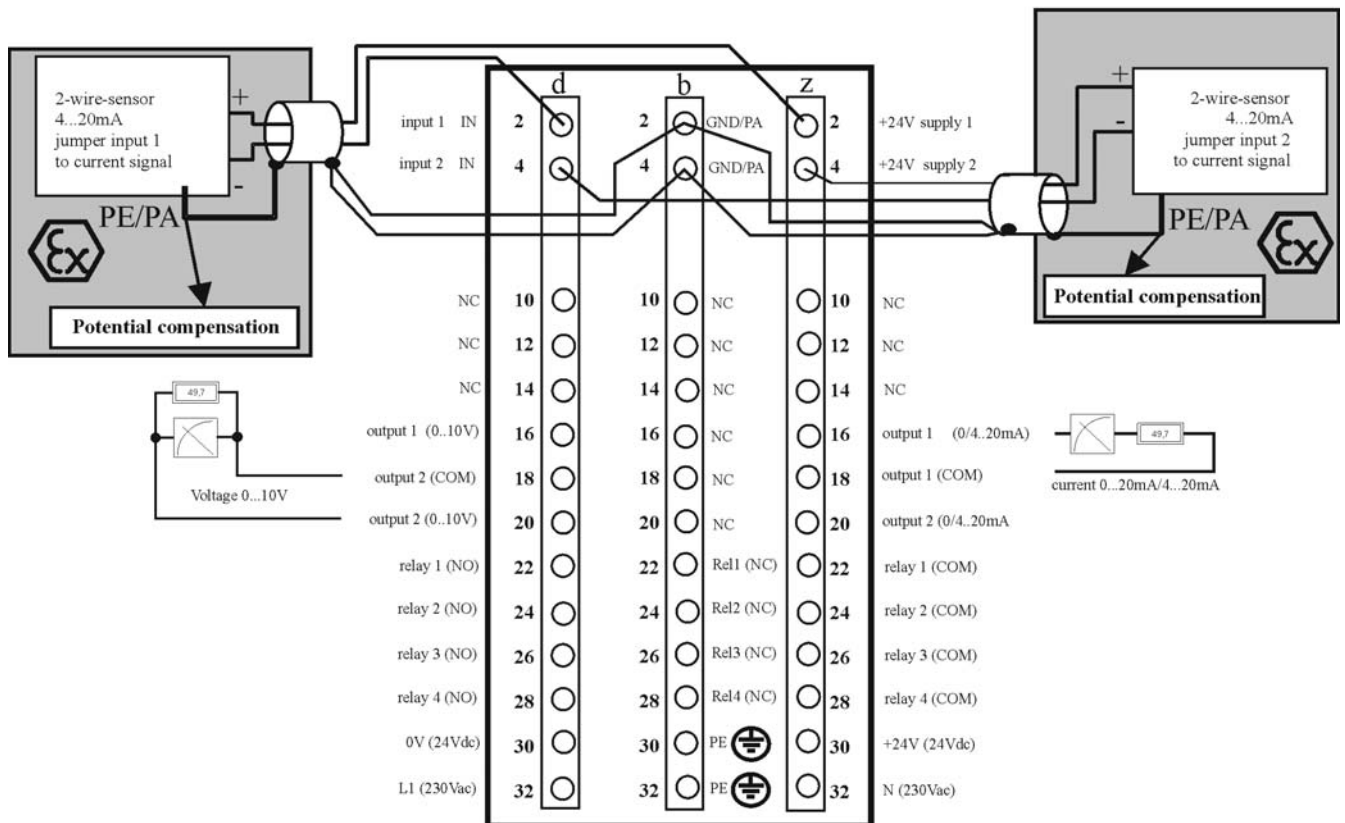 2-wire-sensor
4...20mA
jumper input 1
to current signal
+
-
PE/PA
Ex
Potential compensation
2-wire-sensor
4...20mA
jumper input 2
to current signal
+
-
PE/PA
Ex
Potential compensation
d b z
input 1 IN 2 2 GND/PA 2 +24V supply 1
input 2 IN 4 4 GND/PA 4 +24V supply 2
NC 10 10 NC 10 NC
NC 12 12 NC 12 NC
NC 14 14 NC 14 NC
output 1 (0..10V) 16 16 NC 16 output 1 (0/4..20mA)
output 2 (COM) 18 18 NC 18 output 1 (COM)
output 2 (0..10V) 20 20 NC 20 output 2 (0/4..20mA
relay 1 (NO) 22 22 Rel1 (NC) 22 relay 1 (COM)
relay 2 (NO) 24 24 Rel2 (NC) 24 relay 2 (COM)
relay 3 (NO) 26 26 Rel3 (NC) 26 relay 3 (COM)
relay 4 (NO) 28 28 Rel4 (NC) 28 relay 4 (COM)
0V (24Vdc) 30 30 PE 30 +24V (24Vdc)
L1 (230Vac) 32 32 PE 32 N (230Vac)
49,7
Voltage 0...10V
49,7
current 0...20mA/4...20mA